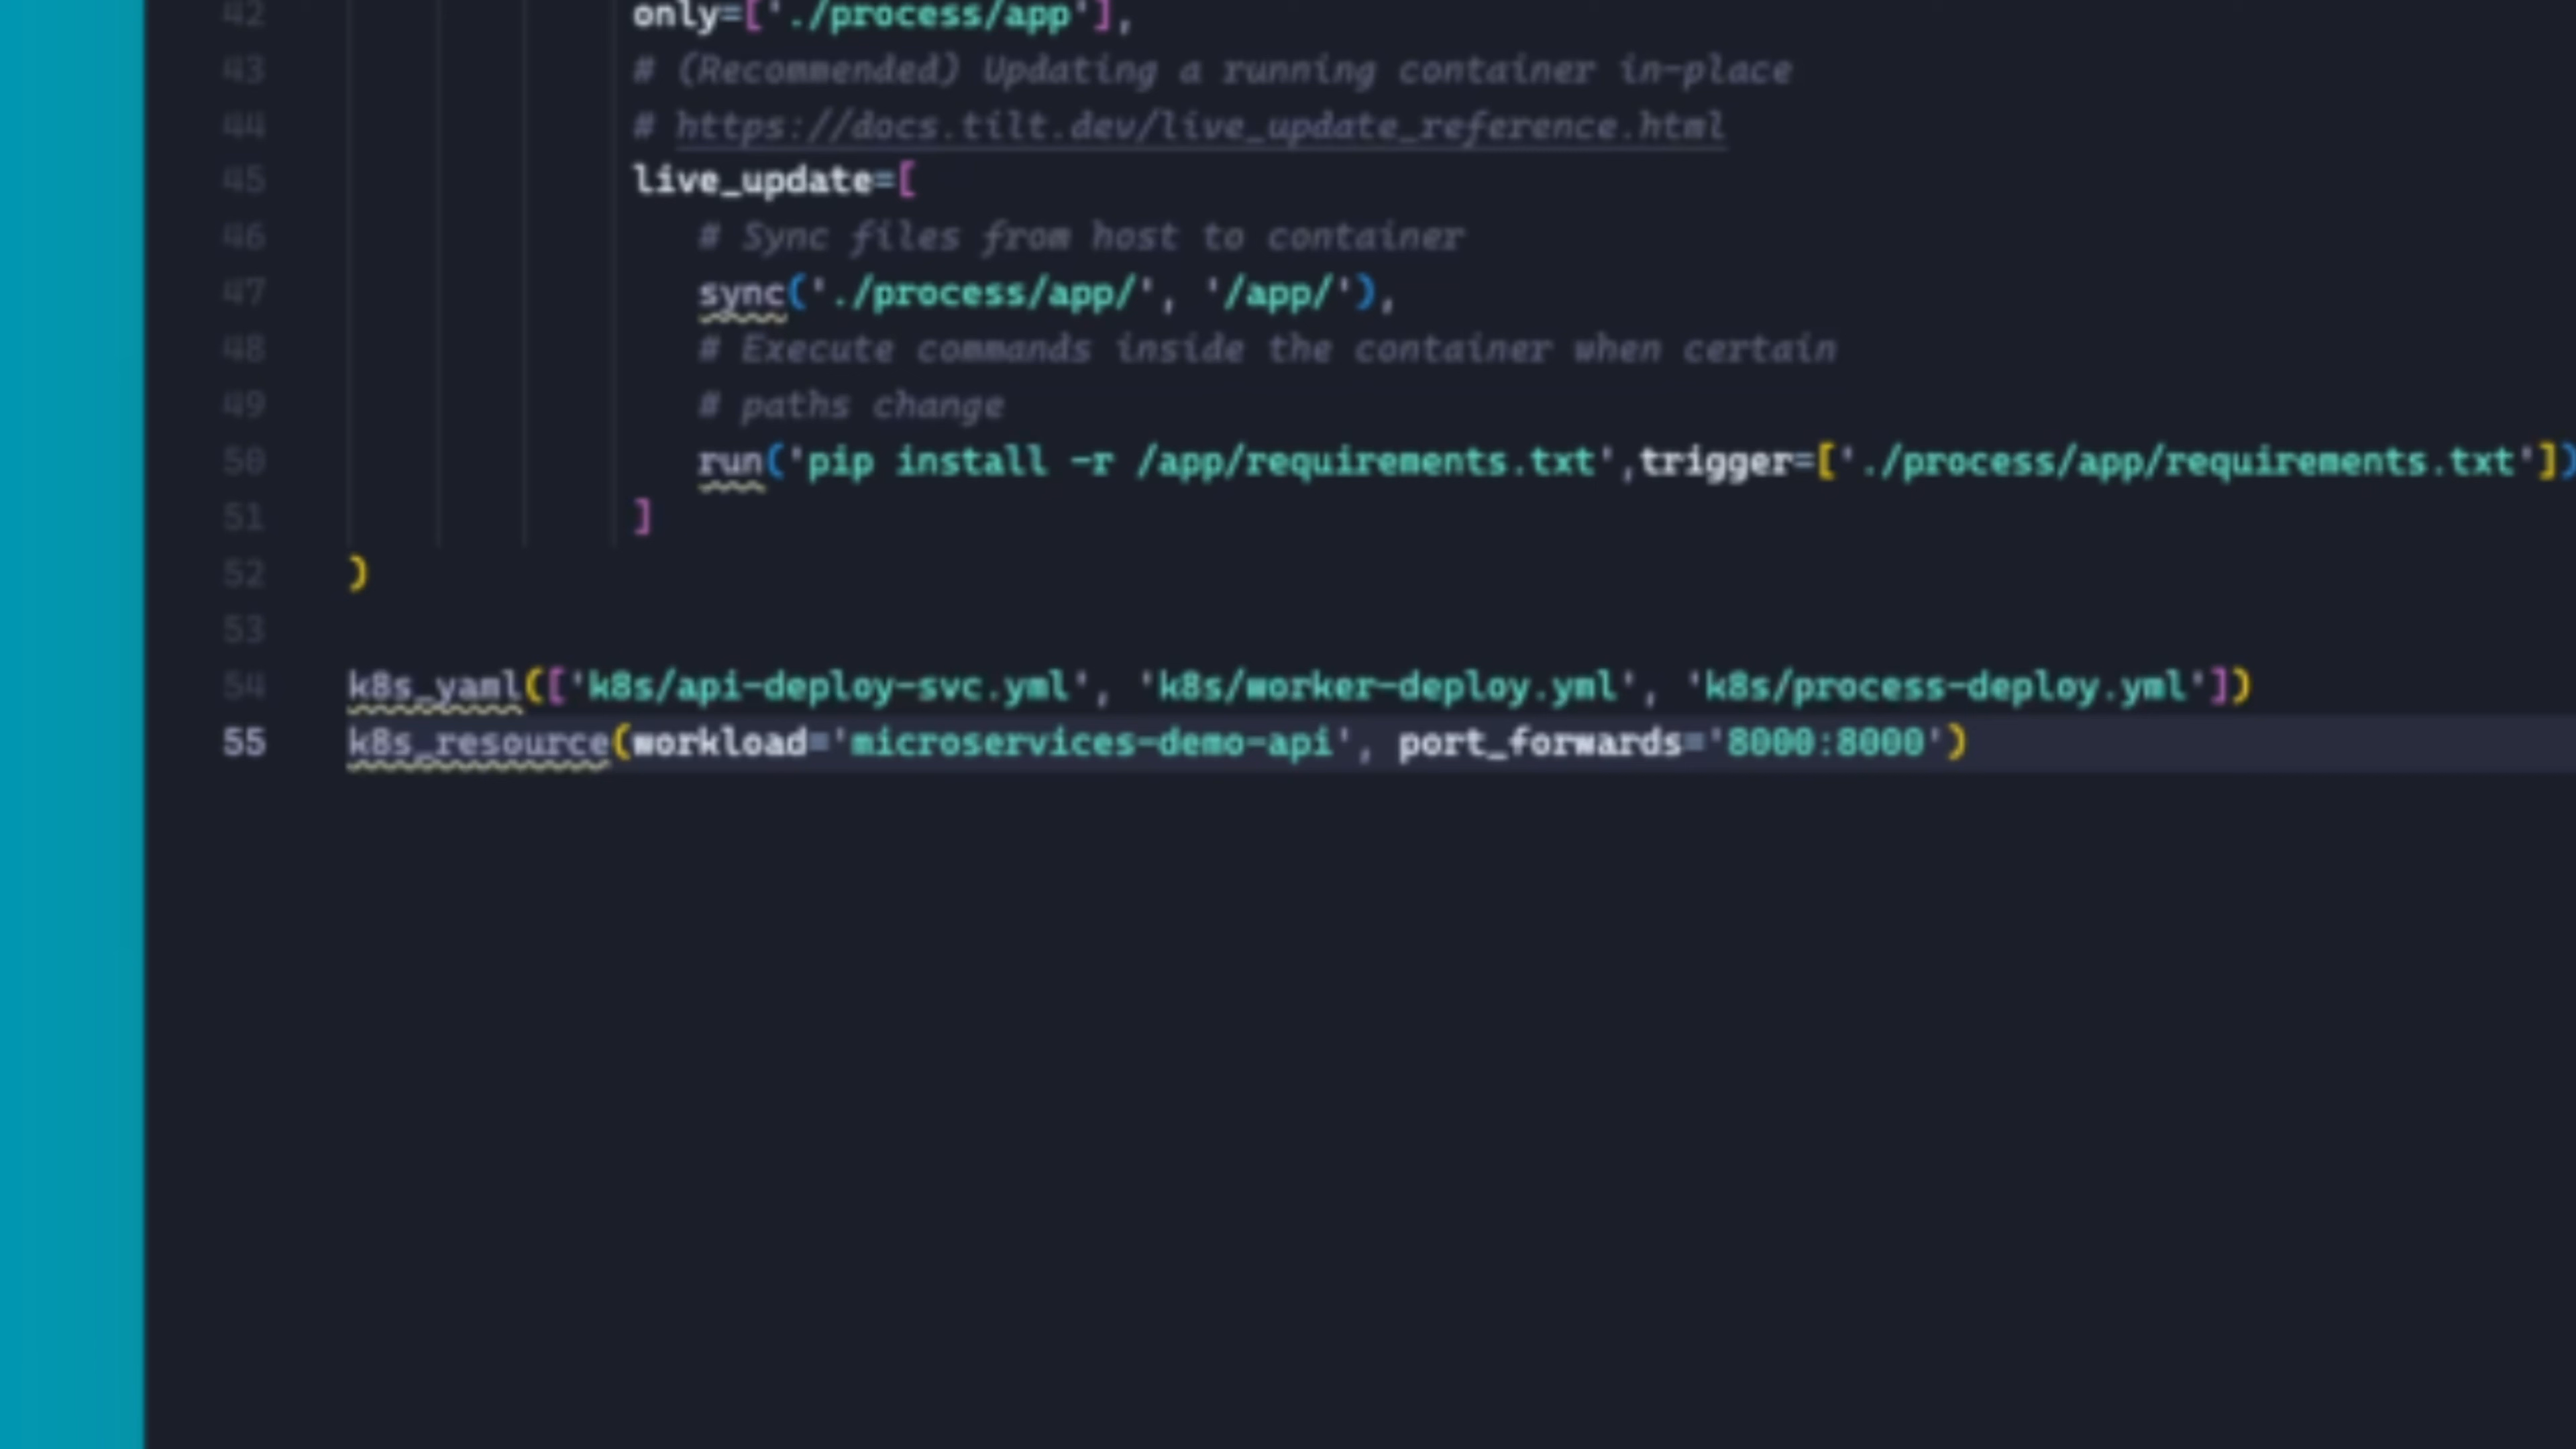 42 only=['./process/app'],
43 # (Recommended) Updating a running container in-place
44 # https://docs.tilt.dev/live_update_reference.html
45 live_update=[
46 # Sync files from host to container
47 sync('./process/app/', '/app/'),
48 # Execute commands inside the container when certain
49 # paths change
50 run('pip install -r /app/requirements.txt',trigger=['./process/app/requirements.txt'])
51 ]
52 )
53
54 k8s_yaml(['k8s/api-deploy-svc.yml', 'k8s/worker-deploy.yml', 'k8s/process-deploy.yml'])
55 k8s_resource(workload='microservices-demo-api', port_forwards='8000:8000')